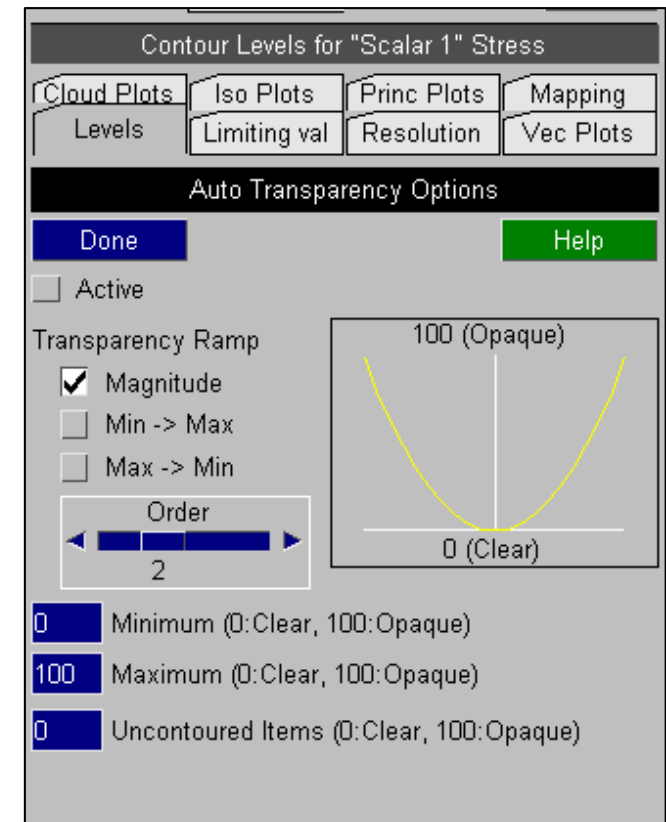 Contour Levels for "Scalar 1" Stress
Cloud Plots Iso Plots Princ Plots Mapping
Levels Limiting val Resolution Vec Plots
Auto Transparency Options
Done Help
Active
Transparency Ramp
100 (Opaque)
Magnitude
Min -> Max
Max -> Min
Order
2
0 (Clear)
0 Minimum (0:Clear, 100:Opaque)
100 Maximum (0:Clear, 100:Opaque)
0 Uncontoured Items (0:Clear, 100:Opaque)